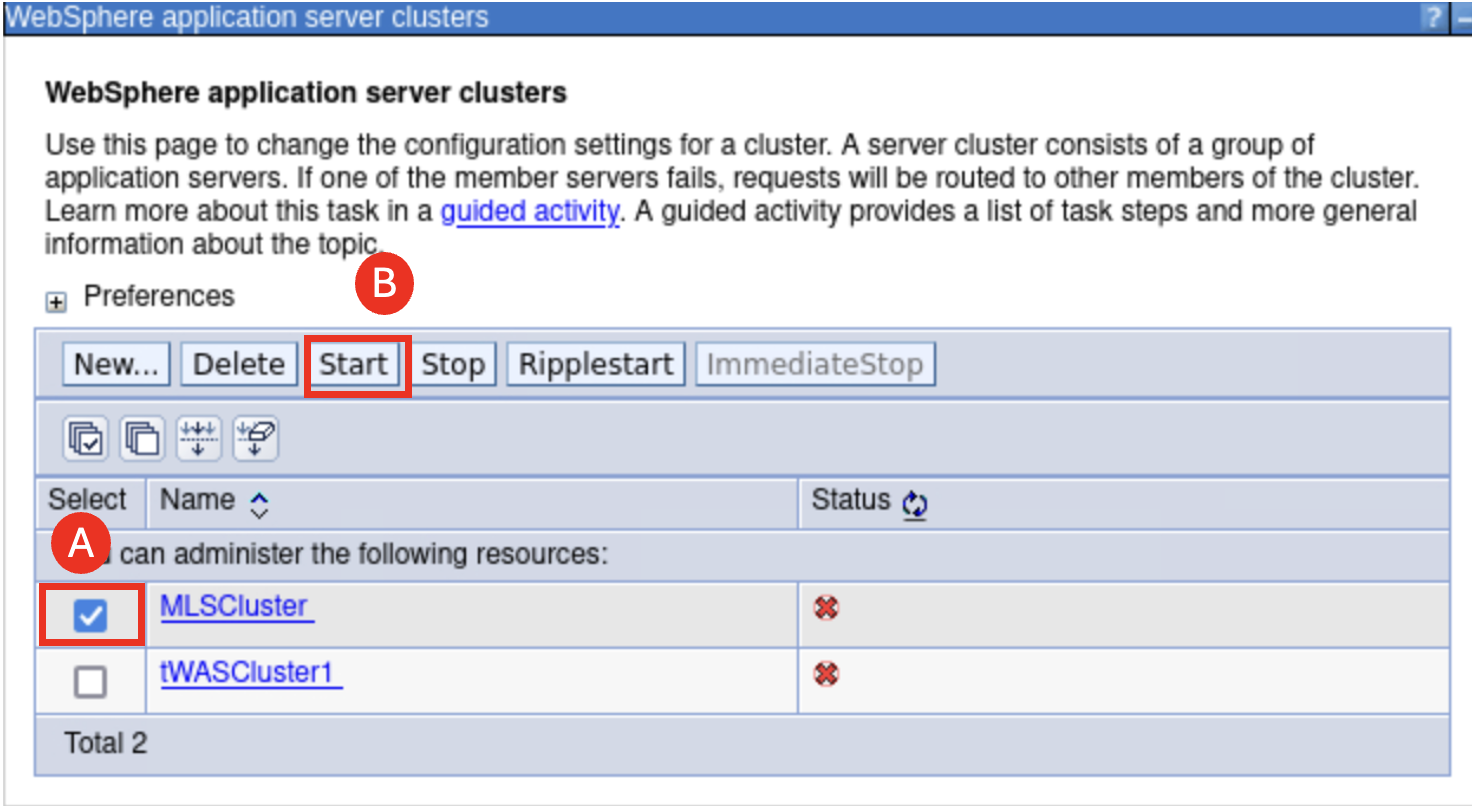 WebSphere application server clusters
?
WebSphere application server clusters
Use this page to change the configuration settings for a cluster. A server cluster consists of a group of
application servers. If one of the member servers fails, requests will be routed to other members of the cluster.
Learn more about this task in a guided activity. A guided activity provides a list of task steps and more general
information about the topic.
B
Preferences
New... Delete Start Stop Ripplestart ImmediateStop
Select Name Status
A
can administer the following resources:
MLSCluster
tWASCluster1
Total 2